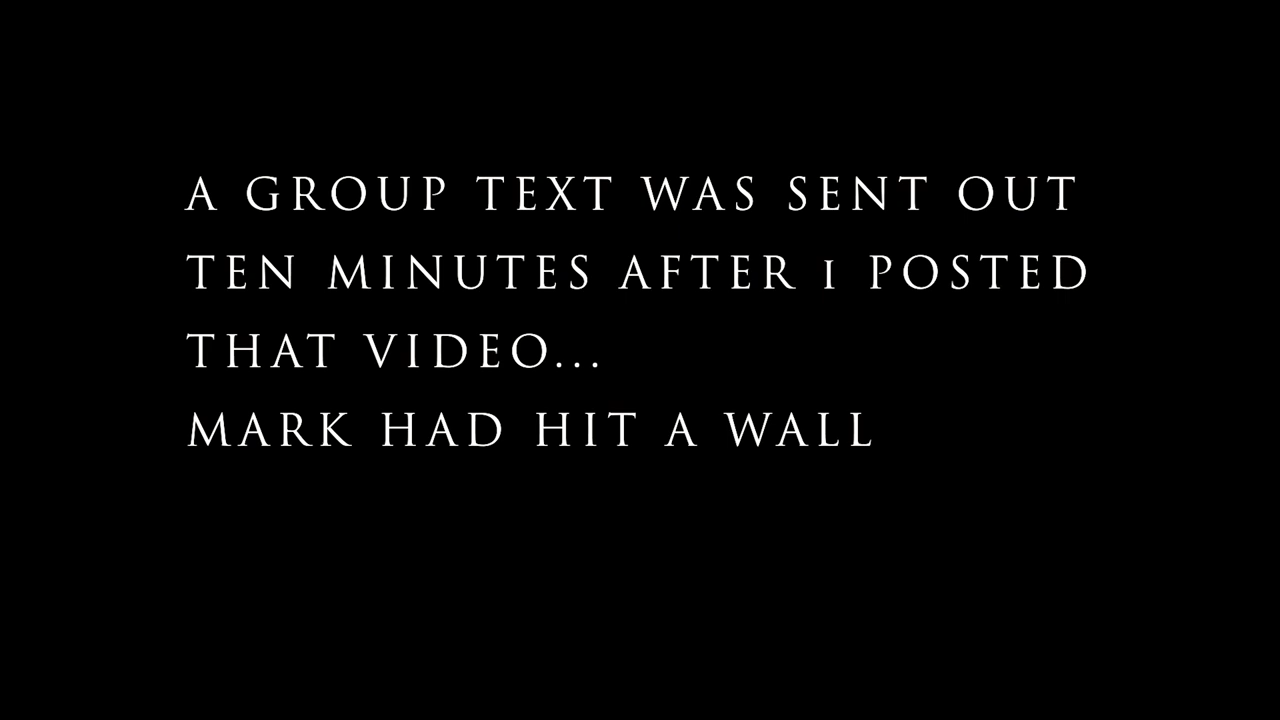 A GROUP TEXT WAS SENT OUT
TEN MINUTES AFTER I POSTED
THAT VIDEO...
MARK HAD HIT A WALL